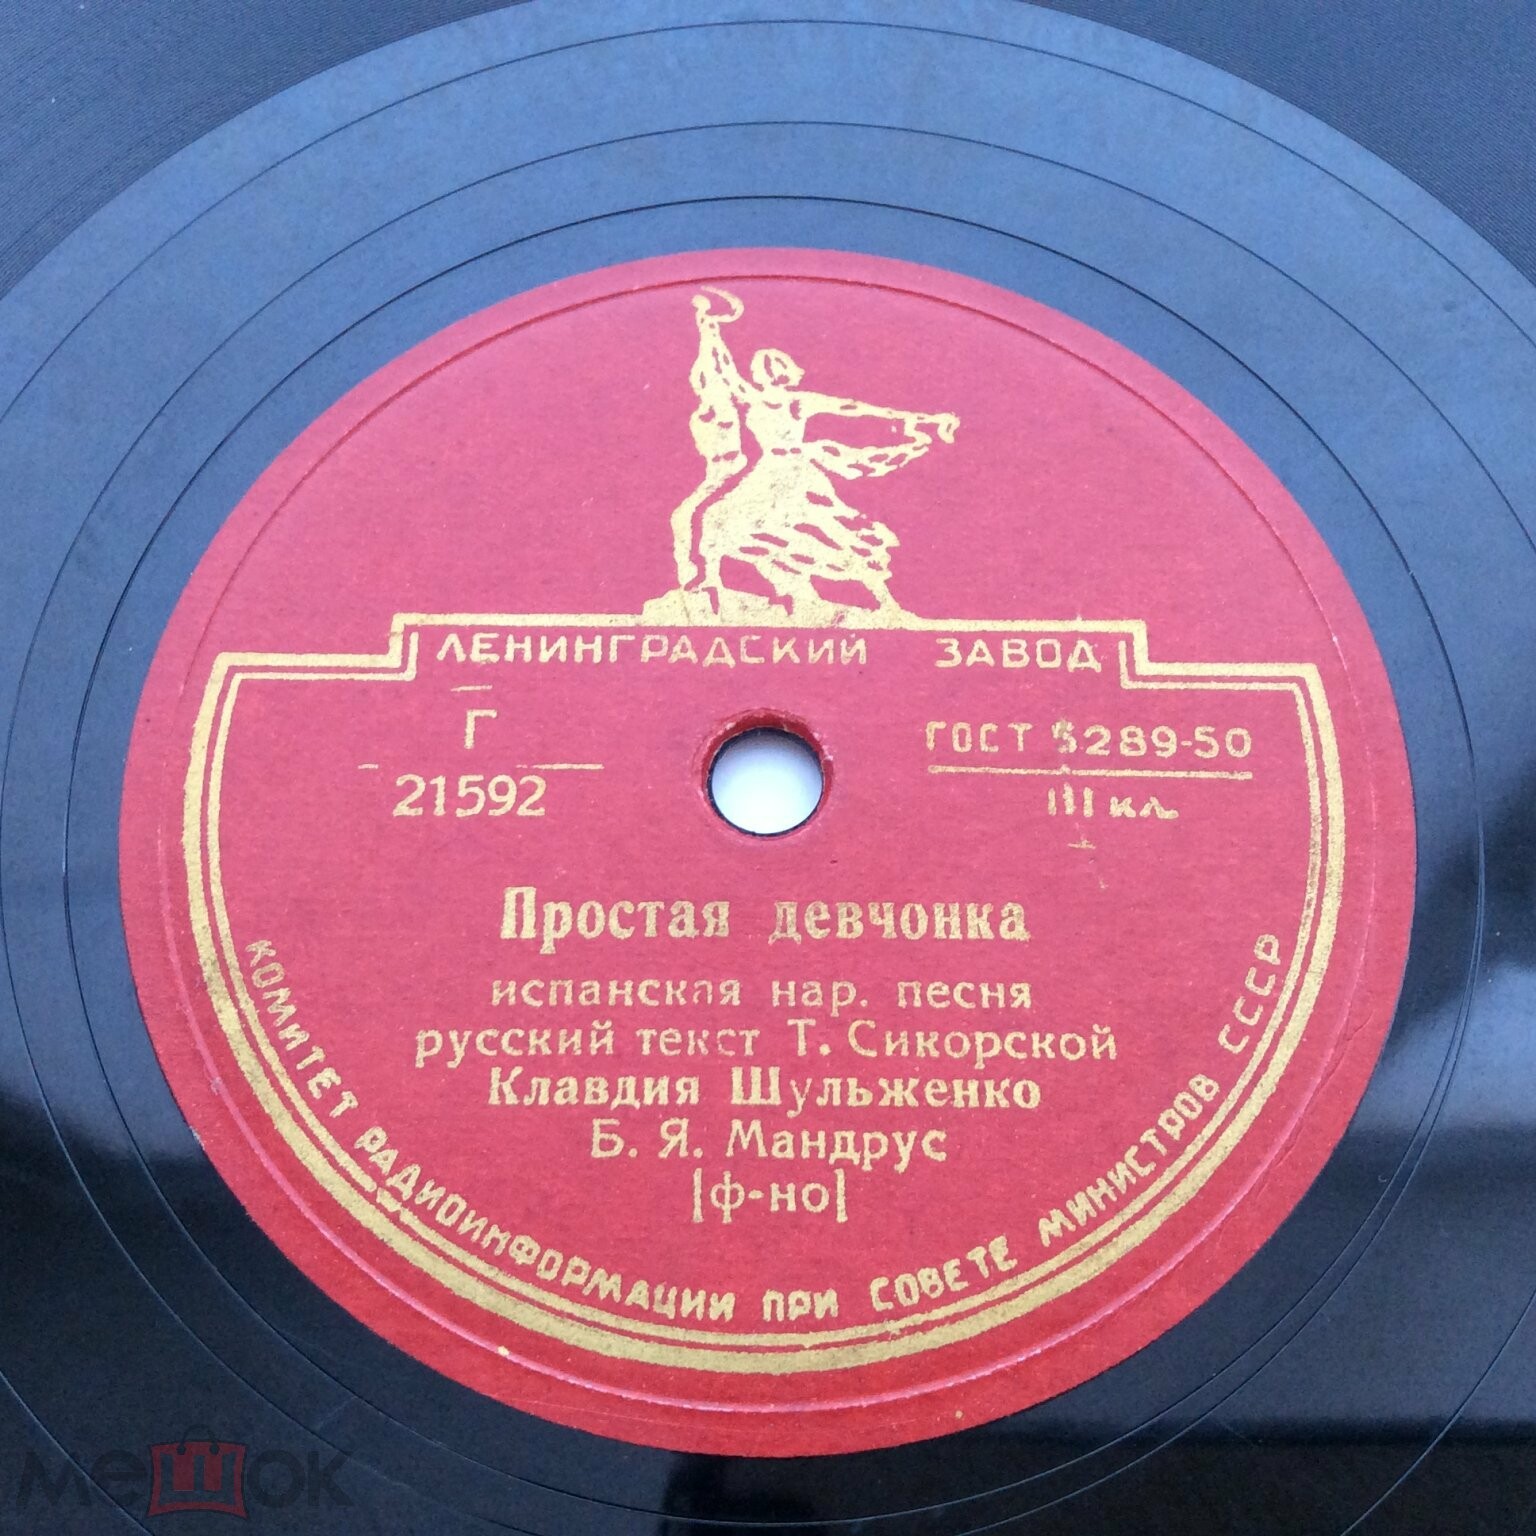 ЛЕНИНГРАДСКИЙ ЗАВОД
Г
21592
ГОСТ 5289-50
III кл.
Простая девчонка
испанская нар. песня
русский текст Т. Сикорской
Клавдия Шульженко
Б. Я. Мандрус
[ф-но]
КОМИТЕТ РАДИОИНФОРМАЦИИ ПРИ СОВЕТЕ МИНИСТРОВ СССР
мешок